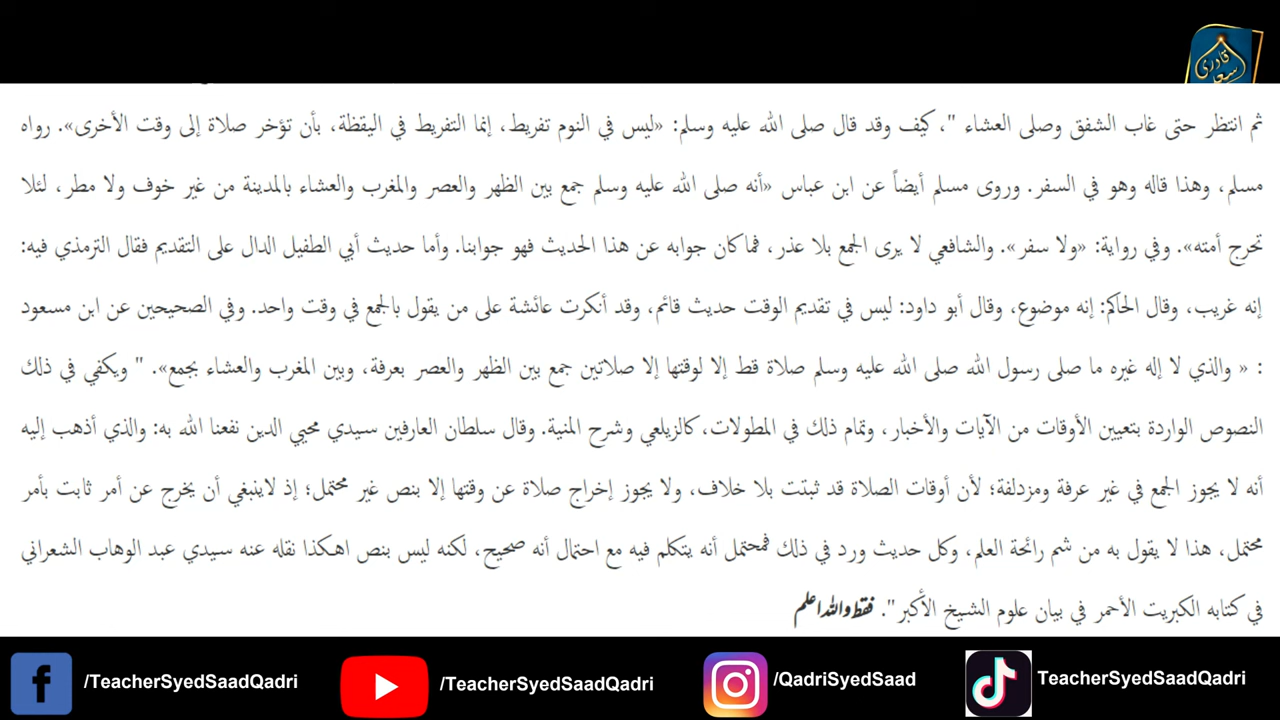 قادری
سعد
ثم انتظر حتى غاب الشفق وصلى العشاء "، كيف وقد قال صلى الله عليه وسلم: «ليس في النوم تفريط، إنما التفريط في اليقظة، بأن تؤخر صلاة إلى وقت الأخرى». رواه
مسلم، وهذا قاله وهو في السفر. وروى مسلم أيضاً عن ابن عباس «أنه صلى الله عليه وسلم جمع بين الظهر والعصر والمغرب والعشاء بالمدينة من غير خوف ولا مطر، لئلا
تحرج أمته». وفي رواية: «ولا سفر». والشافعي لا يرى الجمع بلا عذر، فما كان جوابه عن هذا الحديث فهو جوابنا. وأما حديث أبي الطفيل الدال على التقديم فقال الترمذي فيه:
إنه غريب، وقال الحاكم: إنه موضوع، وقال أبو داود: ليس في تقديم الوقت حديث قائم، وقد أنكرت عائشة على من يقول بالجمع في وقت واحد. وفي الصحيحين عن ابن مسعود
: « والذي لا إله غيره ما صلى رسول الله صلى الله عليه وسلم صلاة قط إلا لوقتها إلا صلاتين جمع بين الظهر والعصر بعرفة، وبين المغرب والعشاء بجمع». " ويكفي في ذلك
النصوص الواردة بتعيين الأوقات من الآيات والأخبار، وتمام ذلك في المطولات، كالزيلعي وشرح المنية. وقال سلطان العارفين سيدي محيي الدين نفعنا الله به: والذي أذهب إليه
أنه لا يجوز الجمع في غير عرفة ومزدلفة؛ لأن أوقات الصلاة قد ثبتت بلا خلاف، ولا يجوز إخراج صلاة عن وقتها إلا بنص غير محتمل؛ إذ لاينبغي أن يخرج عن أمر ثابت بأمر
محتمل، هذا لا يقول به من شم رائحة العلم، وكل حديث ورد في ذلك فمحتمل أنه يتكلم فيه مع احتمال أنه صحيح، لكنه ليس بنص اهـكذا نقله عنه سيدي عبد الوهاب الشعراني
في كتابه الكبريت الأحمر في بيان علوم الشيخ الأكبر". فقط واللہ اعلم
/TeacherSyedSaadQadri
/TeacherSyedSaadQadri
/QadriSyedSaad
TeacherSyedSaadQadri